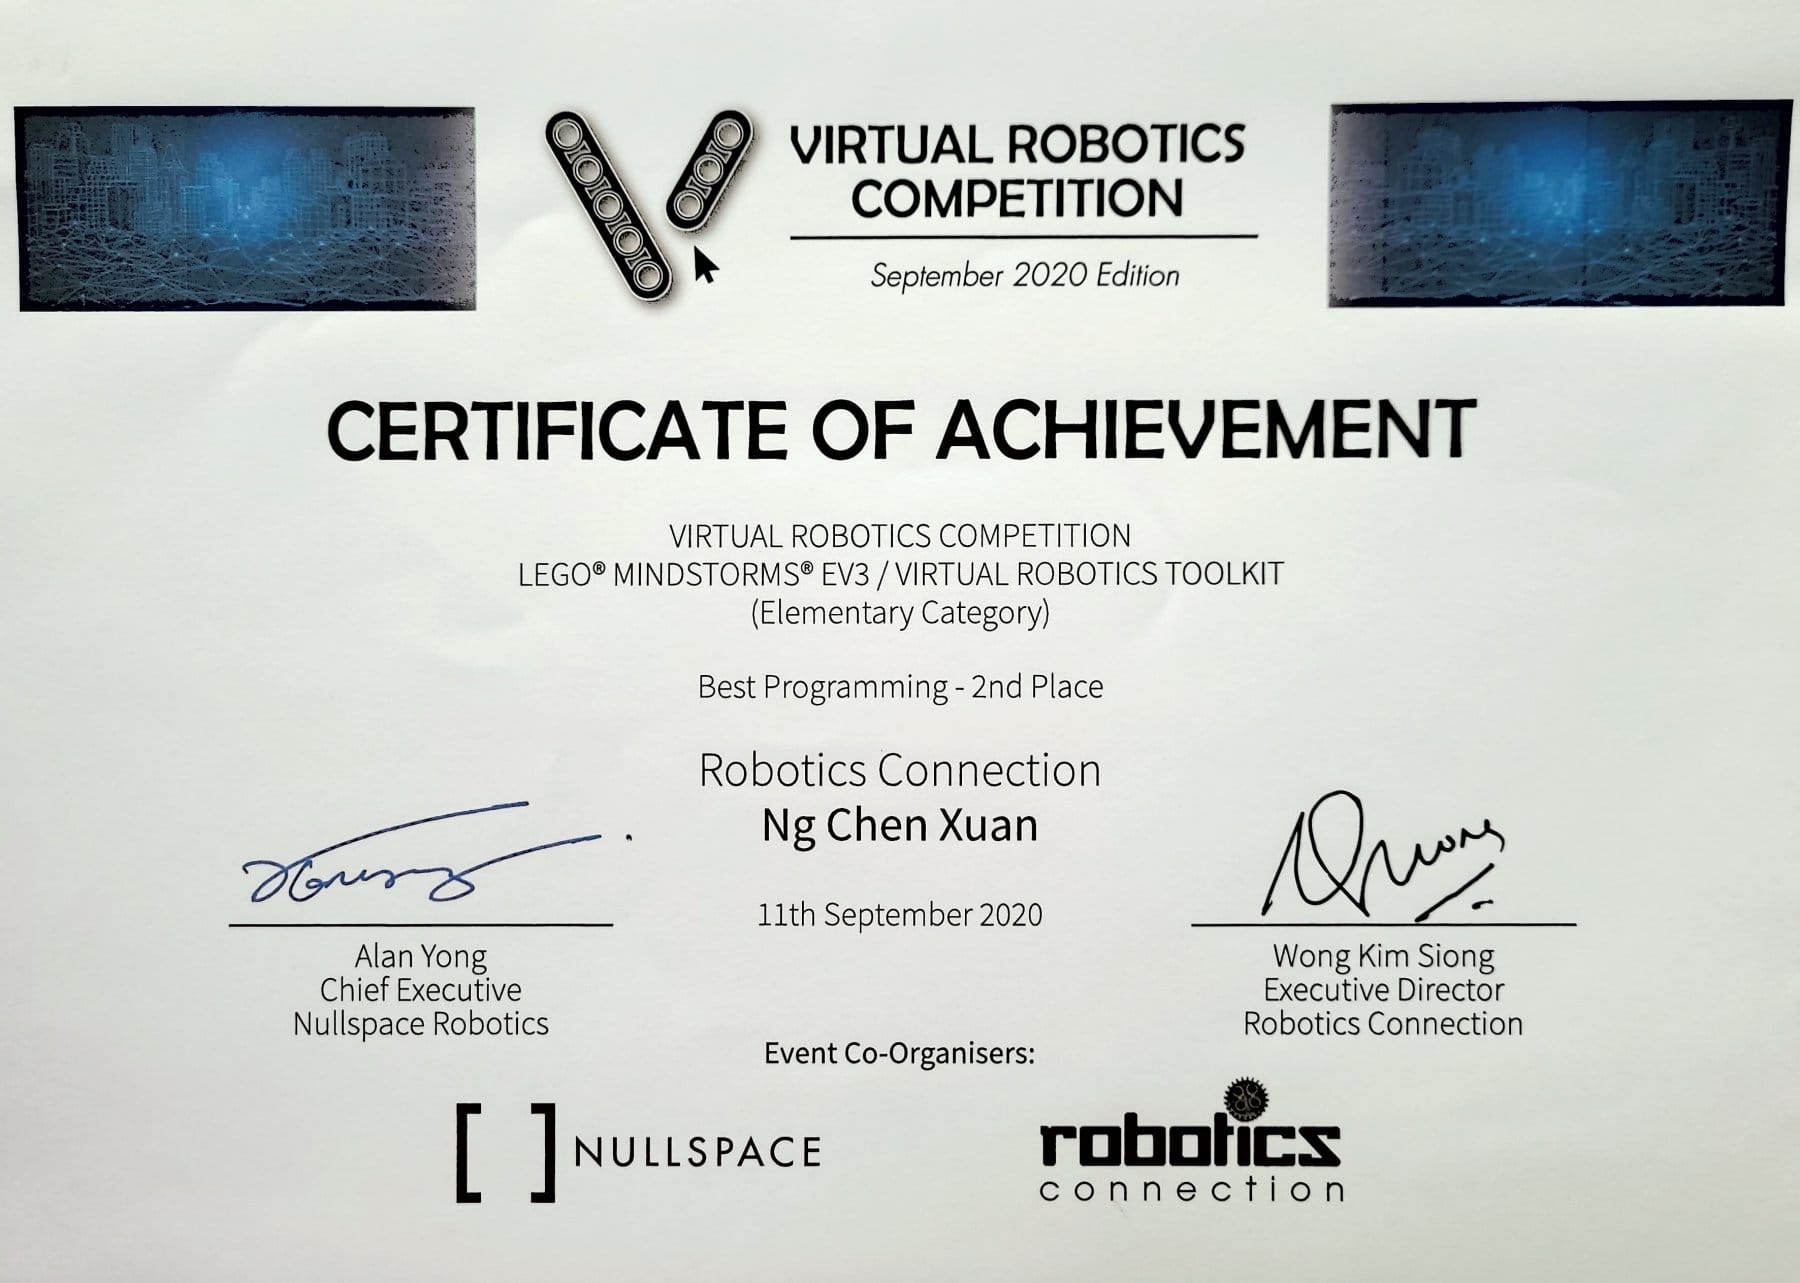 VIRTUAL ROBOTICS
COMPETITION
September 2020 Edition
CERTIFICATE OF ACHIEVEMENT
VIRTUAL ROBOTICS COMPETITION
LEGO® MINDSTORMS® EV3 / VIRTUAL ROBOTICS TOOLKIT
(Elementary Category)
Best Programming - 2nd Place
Robotics Connection
Ng Chen Xuan
11th September 2020
Alan Yong
Chief Executive
Nullspace Robotics
Wong Kim Siong
Executive Director
Robotics Connection
Event Co-Organisers:
[ ] NULLSPACE
robotics
connection